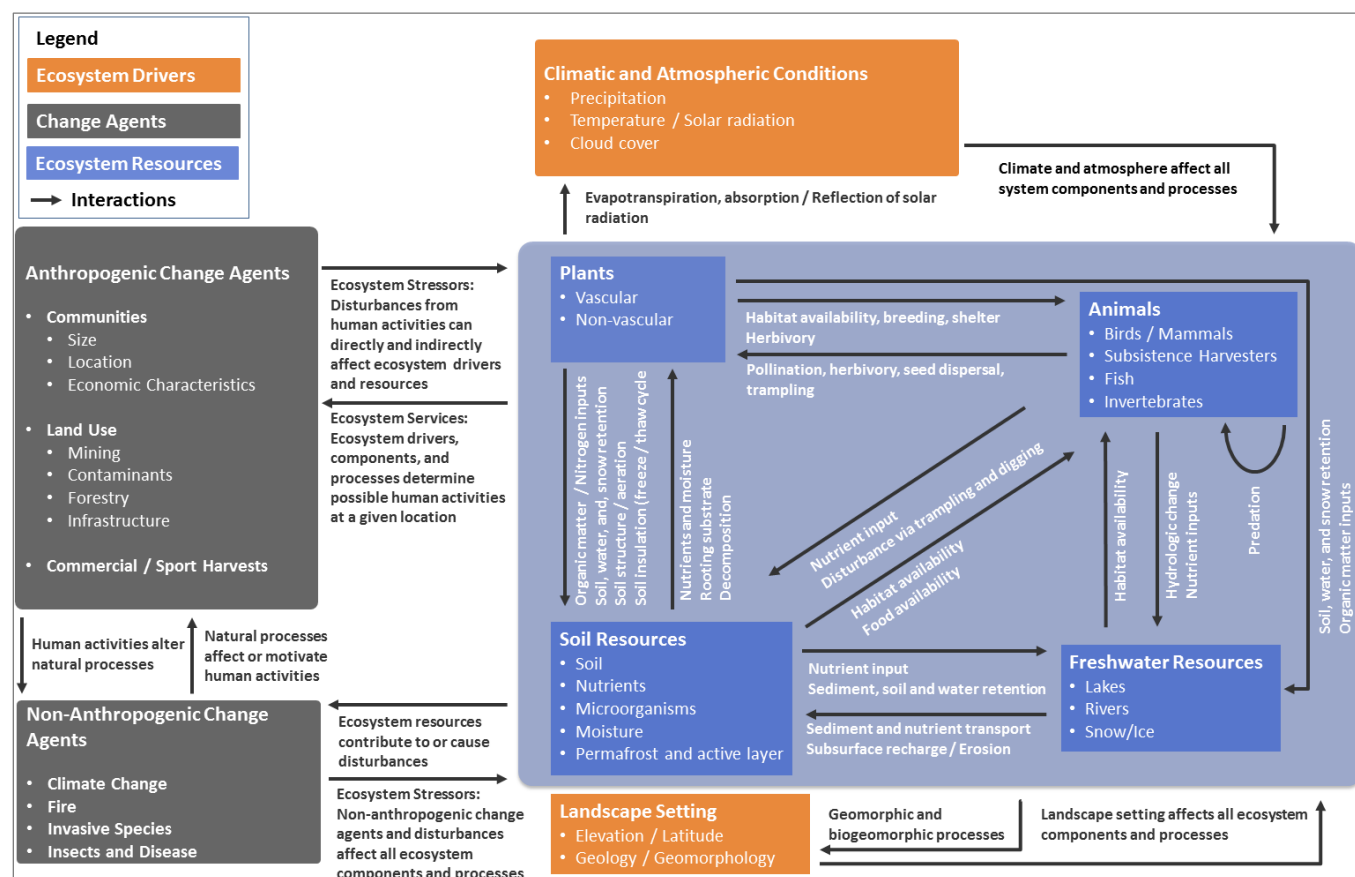 Legend
Ecosystem Drivers
Change Agents
Ecosystem Resources
Interactions
Climatic and Atmospheric Conditions
• Precipitation
• Temperature / Solar radiation
• Cloud cover
Climate and atmosphere affect all
system components and processes
Evapotranspiration, absorption / Reflection of solar
radiation
Anthropogenic Change Agents
• Communities
• Size
• Location
• Economic Characteristics
• Land Use
• Mining
• Contaminants
• Forestry
• Infrastructure
• Commercial / Sport Harvests
Ecosystem Stressors:
Disturbances from
human activities can
directly and indirectly
affect ecosystem drivers
and resources
Ecosystem Services:
Ecosystem drivers,
components, and
processes determine
possible human activities
at a given location
Plants
• Vascular
• Non-vascular
Habitat availability, breeding, shelter
Herbivory
Pollination, herbivory, seed dispersal,
trampling
Animals
• Birds / Mammals
• Subsistence Harvesters
• Fish
• Invertebrates
Organic matter / Nitrogen inputs
Soil, water, and, snow retention
Soil structure / aeration
Soil insulation (freeze / thaw cycle
Nutrients and moisture
Rooting substrate
Decomposition
Nutrient input
Disturbance via trampling and digging
Habitat availability
Food availability
Habitat availability
Hydrologic change
Nutrient inputs
Predation
Soil, water, and snow retention
Organic matter inputs
Soil Resources
• Soil
• Nutrients
• Microorganisms
• Moisture
• Permafrost and active layer
Nutrient input
Sediment, soil and water retention
Sediment and nutrient transport
Subsurface recharge / Erosion
Freshwater Resources
• Lakes
• Rivers
• Snow/Ice
Human activities alter
natural processes
Natural processes
affect or motivate
human activities
Non-Anthropogenic Change
Agents
• Climate Change
• Fire
• Invasive Species
• Insects and Disease
Ecosystem resources
contribute to or cause
disturbances
Ecosystem Stressors:
Non-anthropogenic change
agents and disturbances
affect all ecosystem
components and processes
Landscape Setting
• Elevation / Latitude
• Geology / Geomorphology
Geomorphic and
biogeomorphic processes
Landscape setting affects all ecosystem
components and processes